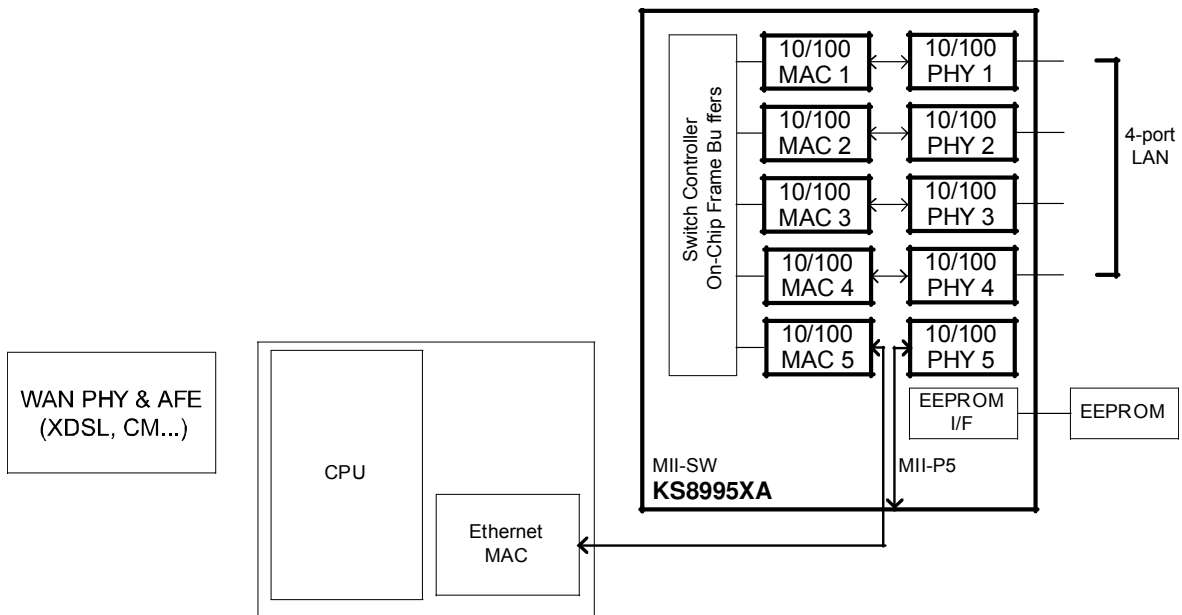 Switch Controller
On-Chip Frame Bu ffers
10/100
MAC 1
10/100
PHY 1
10/100
MAC 2
10/100
PHY 2
10/100
MAC 3
10/100
PHY 3
10/100
MAC 4
10/100
PHY 4
10/100
MAC 5
10/100
PHY 5
4-port
LAN
EEPROM
I/F
EEPROM
MII-SW
MII-P5
KS8995XA
WAN PHY & AFE
(XDSL, CM...)
CPU
Ethernet
MAC